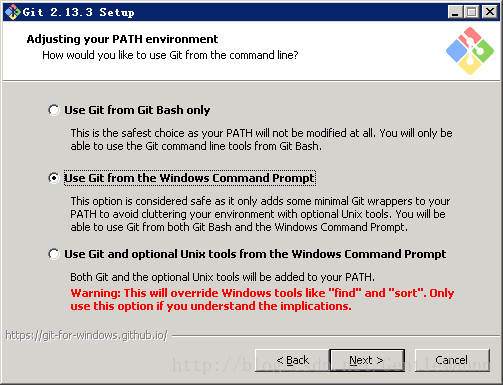 Git 2.13.3 Setup
Adjusting your PATH environment
How would you like to use Git from the command line?
Use Git from Git Bash only
This is the safest choice as your PATH will not be modified at all. You will only be
able to use the Git command line tools from Git Bash.
Use Git from the Windows Command Prompt
This option is considered safe as it only adds some minimal Git wrappers to your
PATH to avoid cluttering your environment with optional Unix tools. You will be
able to use Git from both Git Bash and the Windows Command Prompt.
Use Git and optional Unix tools from the Windows Command Prompt
Both Git and the optional Unix tools will be added to your PATH.
Warning: This will override Windows tools like "find" and "sort". Only
use this option if you understand the implications.
https://git-for-windows.github.io/
< Back
Next >
Cancel